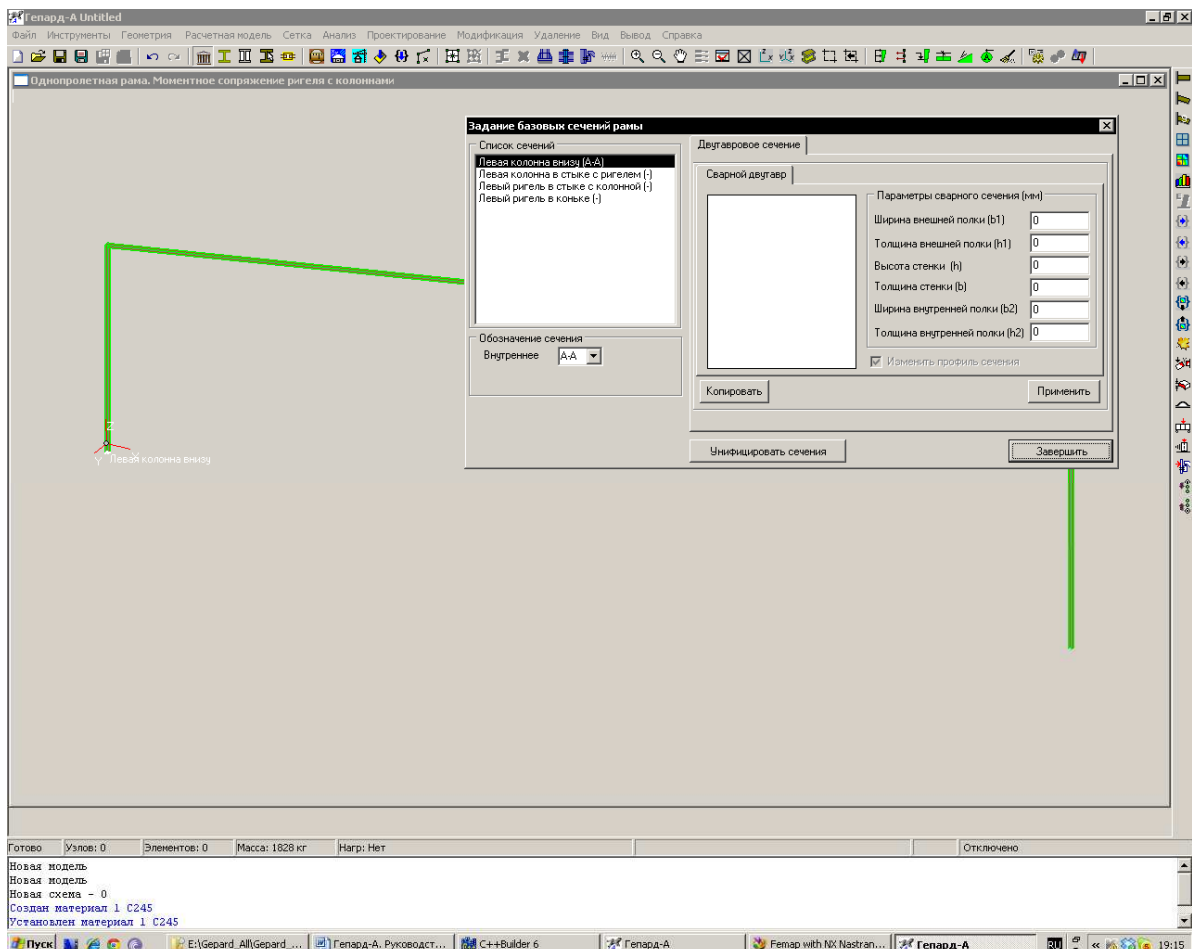 Гепард-А Untitled
Файл Инструменты Геометрия Расчетная модель Сетка Анализ Проектирование Модификация Удаление Вид Вывод Справка
Однопролетная рама. Моментное сопряжение ригеля с колоннами
Задание базовых сечений рамы
Список сечений
Левая колонна внизу (А-А)
Левая колонна в стыке с ригелем (-)
Левый ригель в стыке с колонной (-)
Левый ригель в коньке (-)
Обозначение сечения
Внутреннее А-А
Двутавровое сечение
Сварной двутавр
Параметры сварного сечения (мм)
Ширина внешней полки (b1) 0
Толщина внешней полки (h1) 0
Высота стенки (h) 0
Толщина стенки (b) 0
Ширина внутренней полки (b2) 0
Толщина внутренней полки (h2) 0
Изменить профиль сечения
Копировать Применить
Унифицировать сечения Завершить
Z
Y X Левая колонна внизу
Готово Узлов: 0 Элементов: 0 Масса: 1828 кг Нагр: Нет Отключено
Новая модель
Новая модель
Новая схема - 0
Создан материал 1 С245
Установлен материал 1 С245
Пуск E:\Gepard_All\Gepard_... Гепард-А. Руководст... C++Builder 6 Гепард-А Femap with NX Nastran... Гепард-А RU 19:15